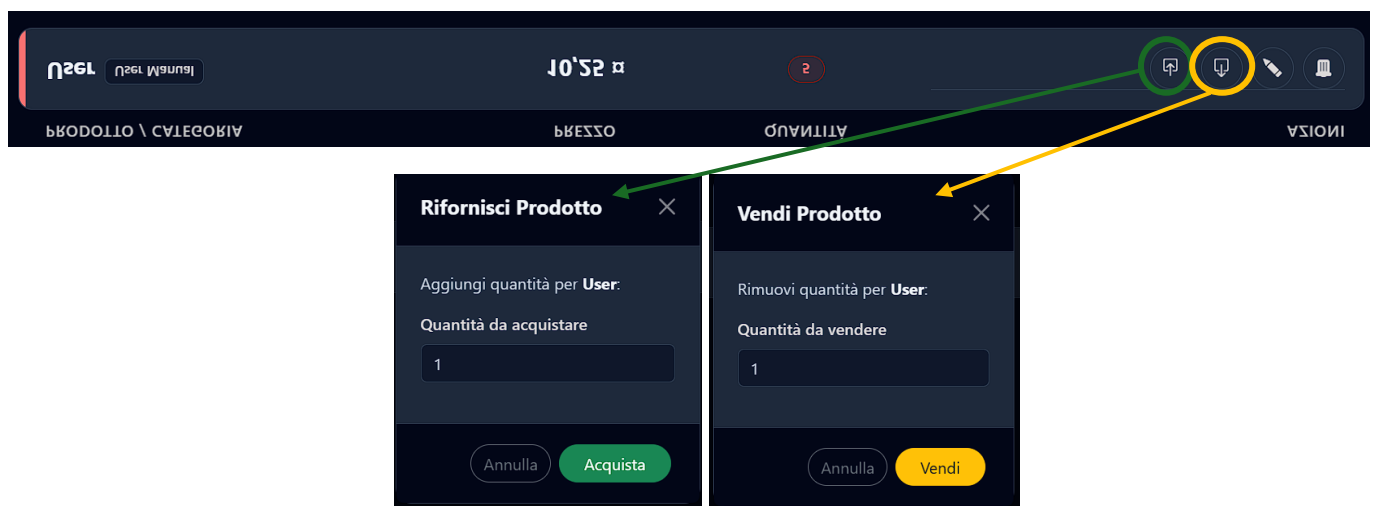 PRODOTTO / CATEGORIA PREZZO QUANTITÀ AZIONI
User User Manual 10,25 ¤ 5
Rifornisci Prodotto
Aggiungi quantità per User:
Quantità da acquistare
1
Annulla Acquista
Vendi Prodotto
Rimuovi quantità per User:
Quantità da vendere
1
Annulla Vendi